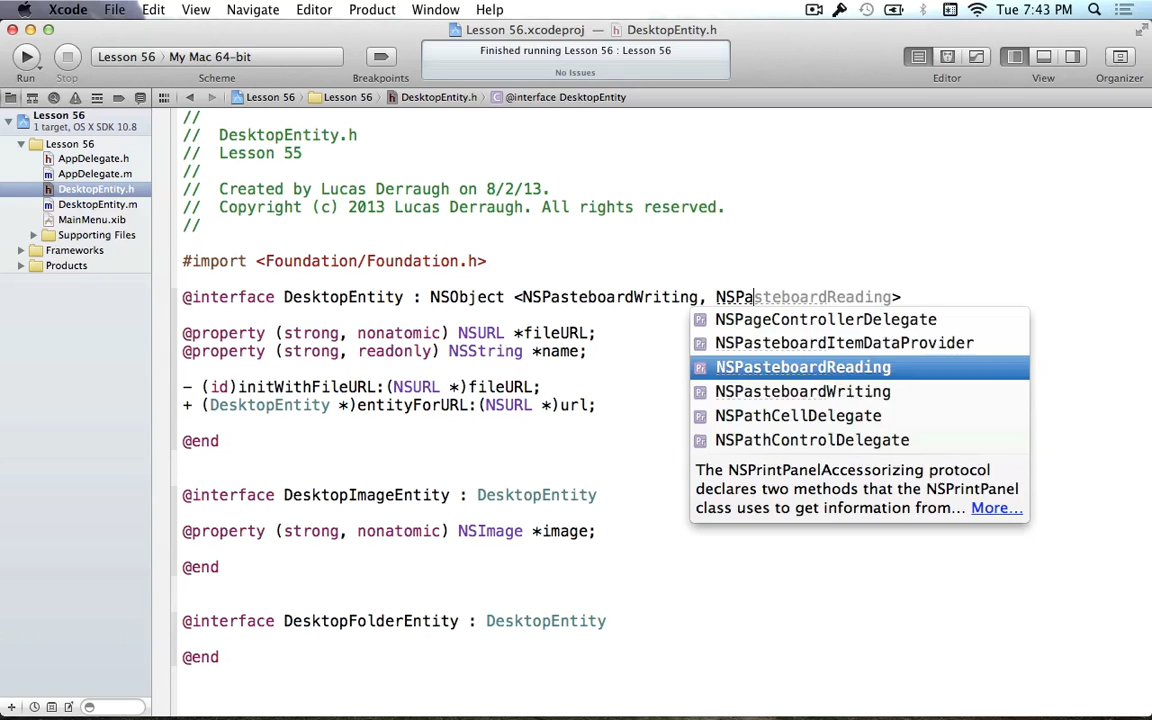 Xcode File Edit View Navigate Editor Product Window Help Tue 7:43 PM
Lesson 56.xcodeproj DesktopEntity.h
Run Stop Lesson 56 My Mac 64-bit Scheme Breakpoints Finished running Lesson 56 : Lesson 56 No Issues Editor View Organizer
Lesson 56 Lesson 56 DesktopEntity.h @interface DesktopEntity
Lesson 56
1 target, OS X SDK 10.8
Lesson 56
AppDelegate.h
AppDelegate.m
DesktopEntity.h
DesktopEntity.m
MainMenu.xib
Supporting Files
Frameworks
Products
//
// DesktopEntity.h
// Lesson 55
//
// Created by Lucas Derraugh on 8/2/13.
// Copyright (c) 2013 Lucas Derraugh. All rights reserved.
//
#import <Foundation/Foundation.h>
@interface DesktopEntity : NSObject <NSPasteboardWriting, NSPasteboardReading>
@property (strong, nonatomic) NSURL *fileURL;
@property (strong, readonly) NSString *name;
- (id)initWithFileURL:(NSURL *)fileURL;
+ (DesktopEntity *)entityForURL:(NSURL *)url;
@end
@interface DesktopImageEntity : DesktopEntity
@property (strong, nonatomic) NSImage *image;
@end
@interface DesktopFolderEntity : DesktopEntity
@end
NSPageControllerDelegate
NSPasteboardItemDataProvider
NSPasteboardReading
NSPasteboardWriting
NSPathCellDelegate
NSPathControlDelegate
The NSPrintPanelAccessorizing protocol
declares two methods that the NSPrintPanel
class uses to get information from... More...